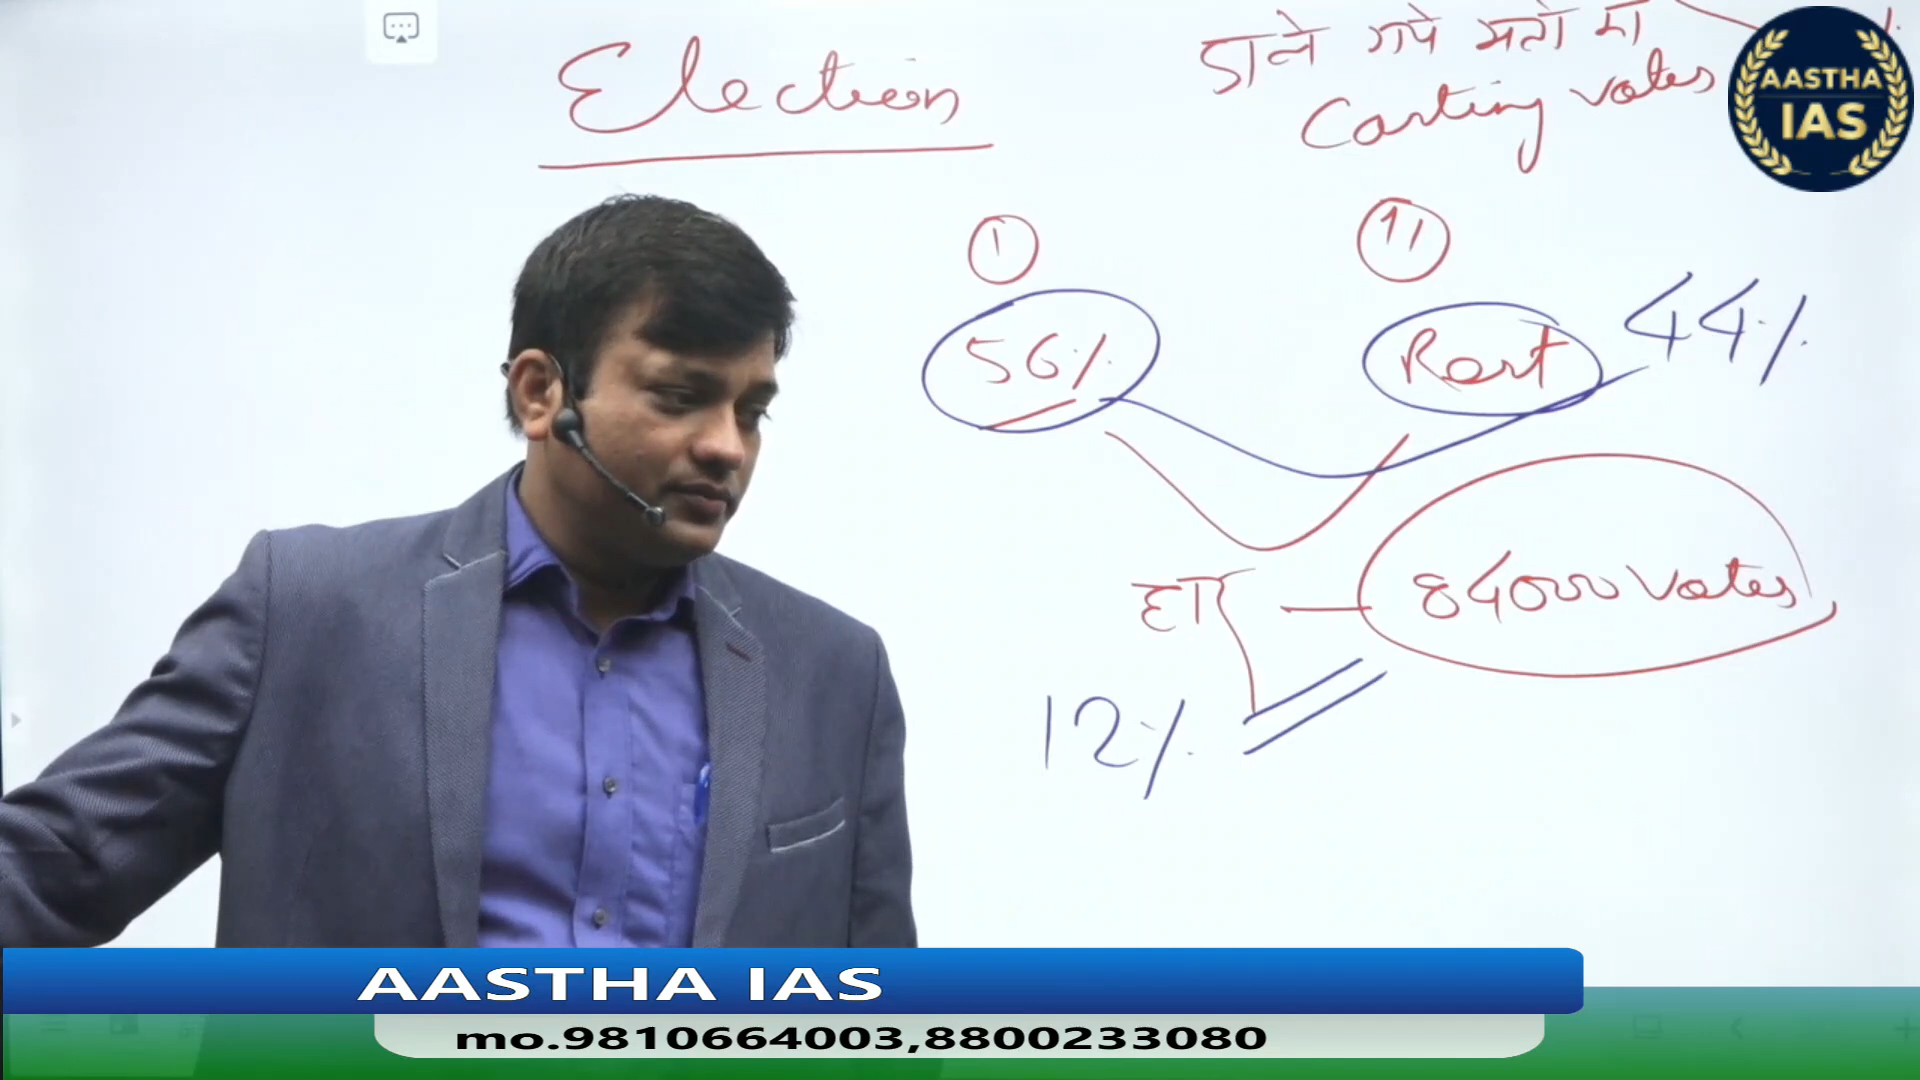 Election
डाले गये मतो का
Casting votes
AASTHA
IAS
1
11
56%
Rest
44%
हार — 84000 Votes
12%
AASTHA IAS
mo.9810664003,8800233080